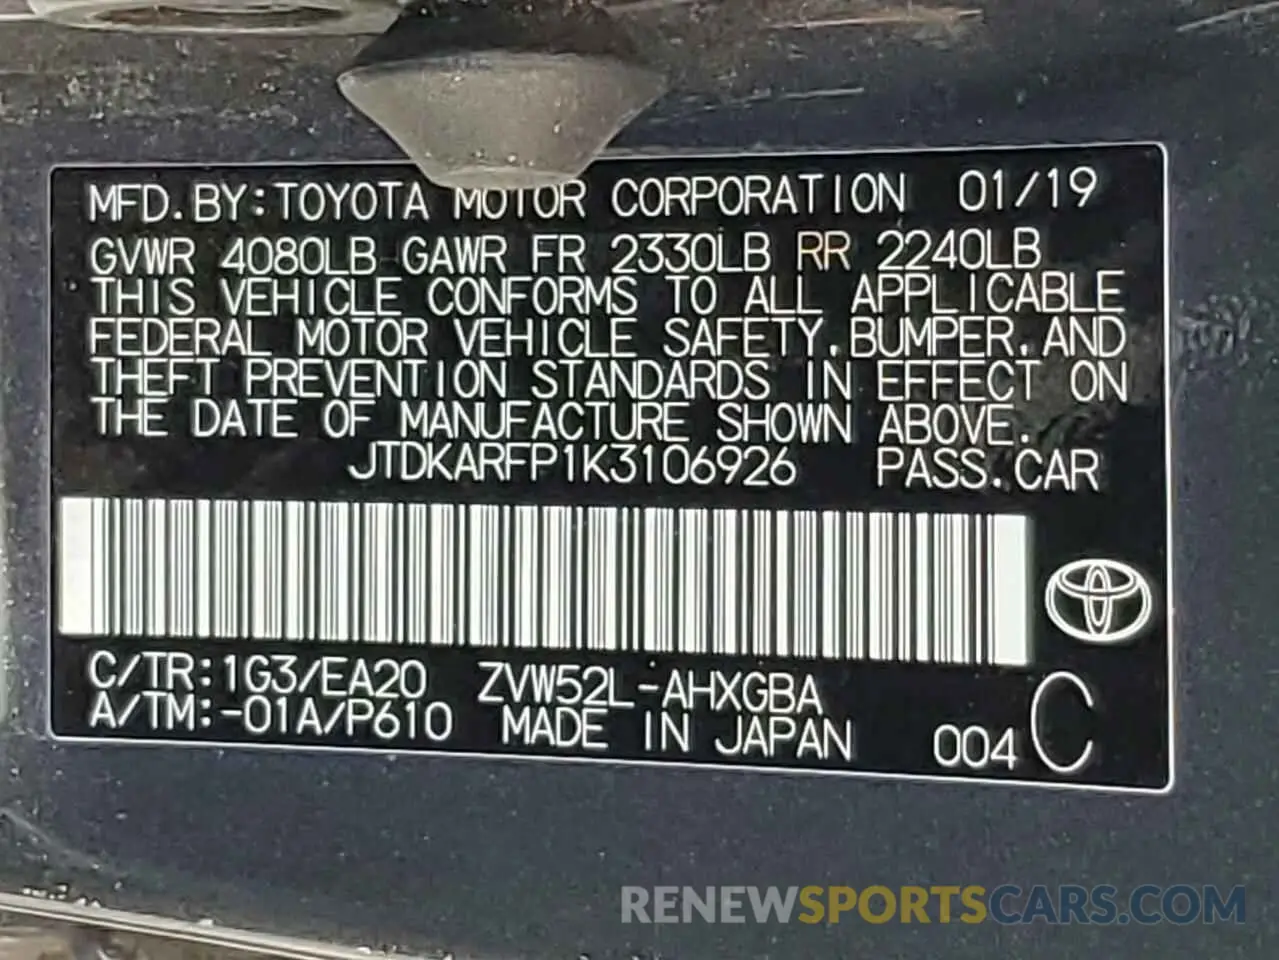 MFD.BY:TOYOTA MOTOR CORPORATION 01/19
GVWR 4080LB GAWR FR 2330LB RR 2240LB
THIS VEHICLE CONFORMS TO ALL APPLICABLE
FEDERAL MOTOR VEHICLE SAFETY,BUMPER,AND
THEFT PREVENTION STANDARDS IN EFFECT ON
THE DATE OF MANUFACTURE SHOWN ABOVE.
JTDKARFP1K3106926 PASS.CAR
C/TR:1G3/EA20 ZVW52L-AHXGBA
A/TM:-01A/P610 MADE IN JAPAN 004 C
RENEWSPORTSCARS.COM